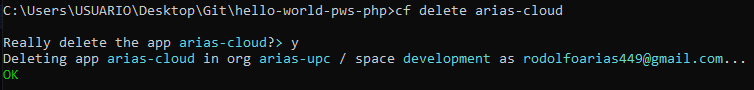 C:\Users\USUARIO\Desktop\Git\hello-world-pws-php>cf delete arias-cloud
Really delete the app arias-cloud?> y
Deleting app arias-cloud in org arias-upc / space development as rodolfoarias449@gmail.com...
OK